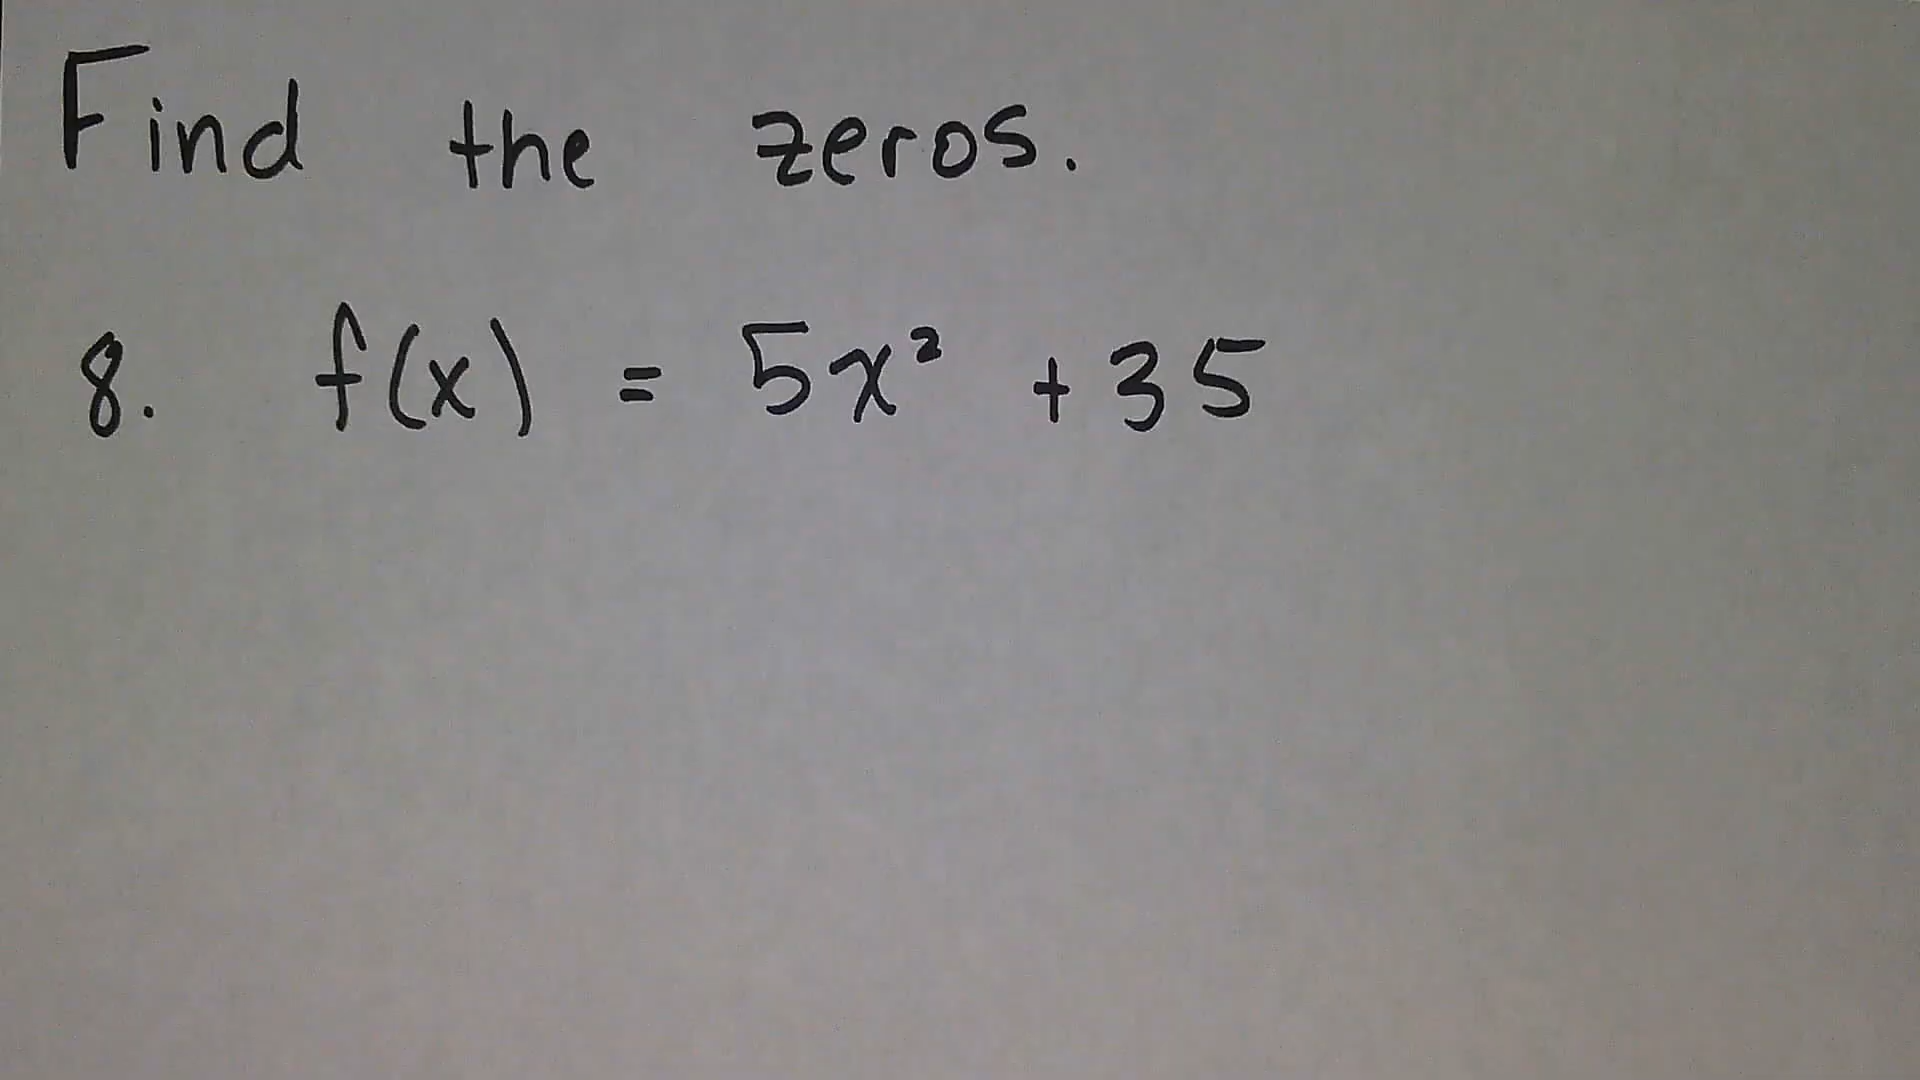 Find the zeros.
8. f(x) = 5x² + 35